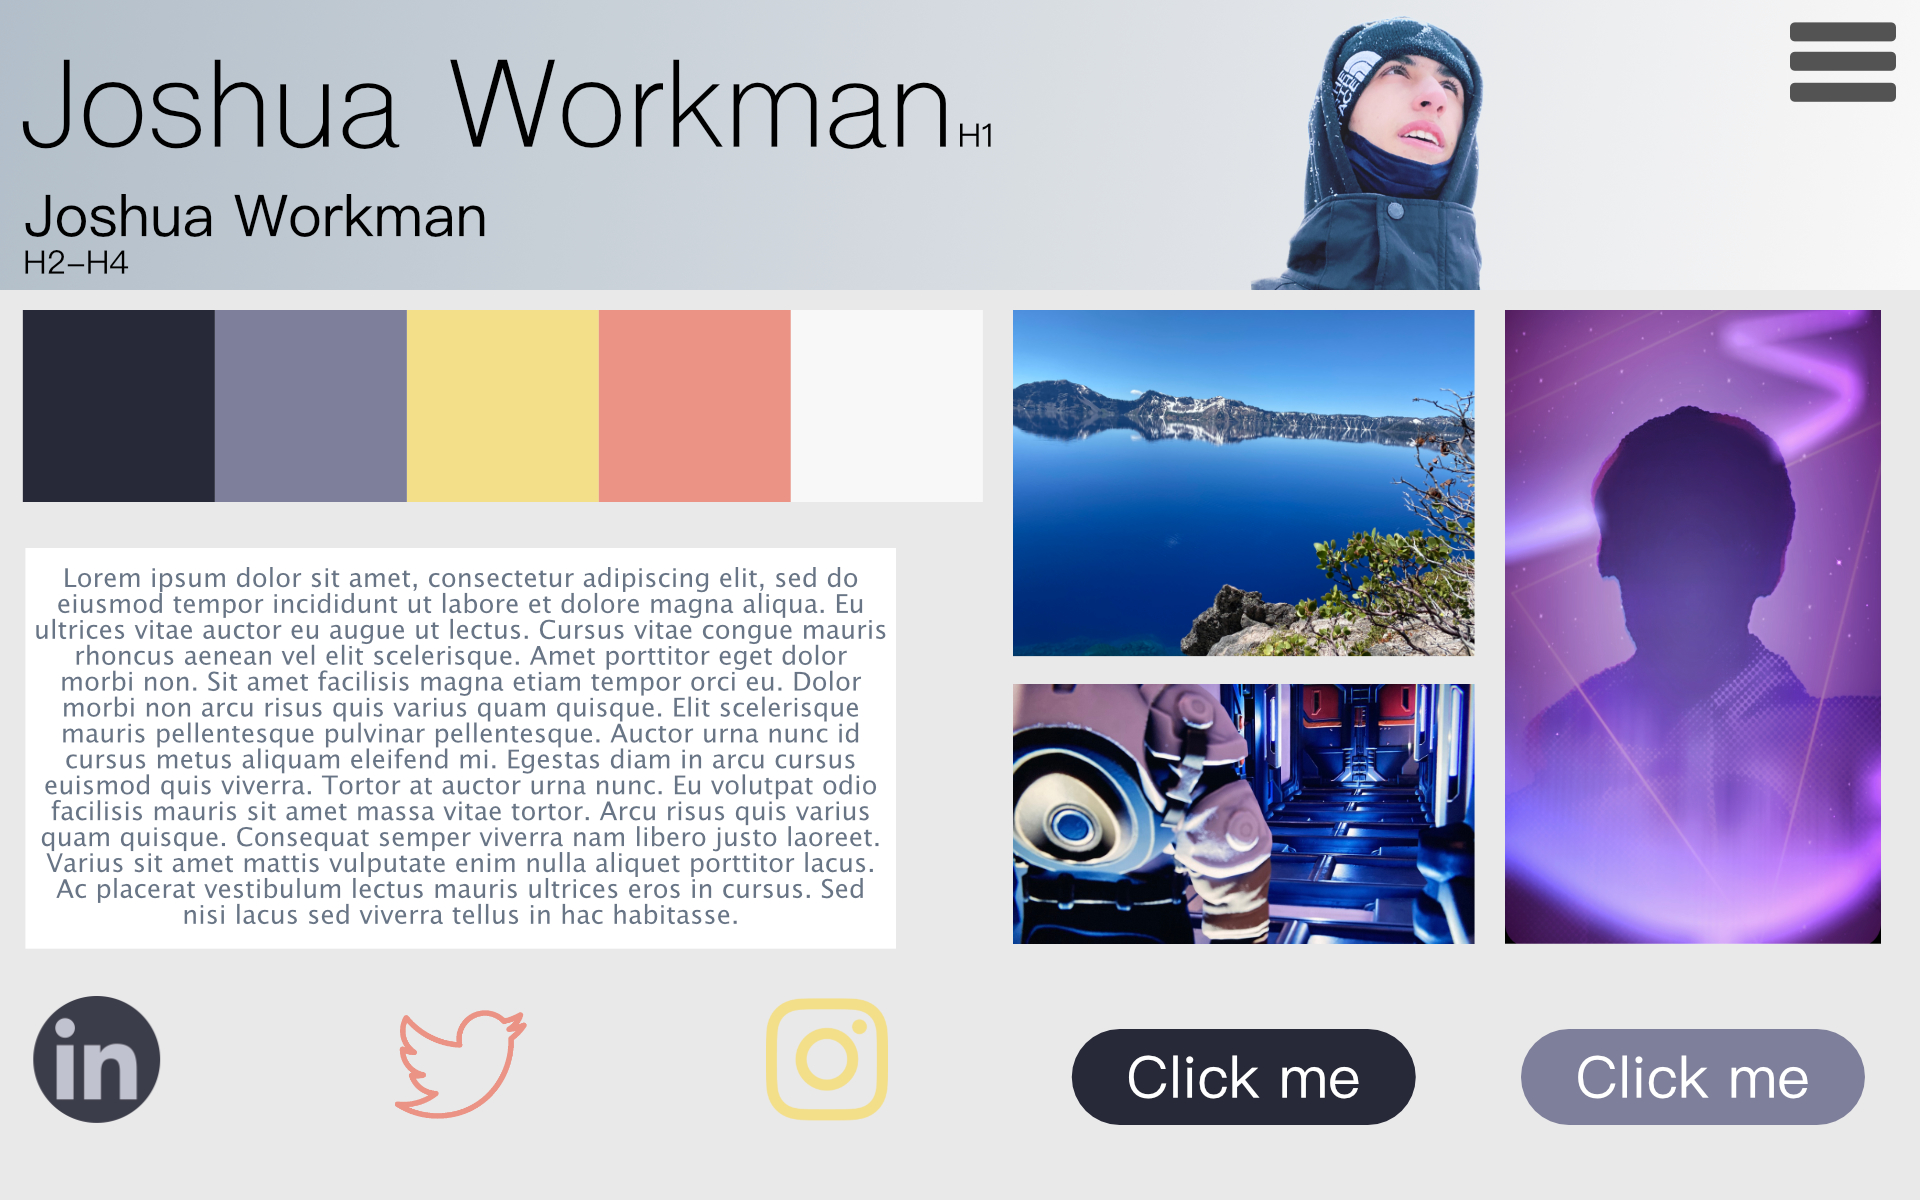 Joshua Workman H1
Joshua Workman
H2-H4
THE
NORTH
FACE
Lorem ipsum dolor sit amet, consectetur adipiscing elit, sed do
eiusmod tempor incididunt ut labore et dolore magna aliqua. Eu
ultrices vitae auctor eu augue ut lectus. Cursus vitae congue mauris
rhoncus aenean vel elit scelerisque. Amet porttitor eget dolor
morbi non. Sit amet facilisis magna etiam tempor orci eu. Dolor
morbi non arcu risus quis varius quam quisque. Elit scelerisque
mauris pellentesque pulvinar pellentesque. Auctor urna nunc id
cursus metus aliquam eleifend mi. Egestas diam in arcu cursus
euismod quis viverra. Tortor at auctor urna nunc. Eu volutpat odio
facilisis mauris sit amet massa vitae tortor. Arcu risus quis varius
quam quisque. Consequat semper viverra nam libero justo laoreet.
Varius sit amet mattis vulputate enim nulla aliquet porttitor lacus.
Ac placerat vestibulum lectus mauris ultrices eros in cursus. Sed
nisi lacus sed viverra tellus in hac habitasse.
in
Click me
Click me